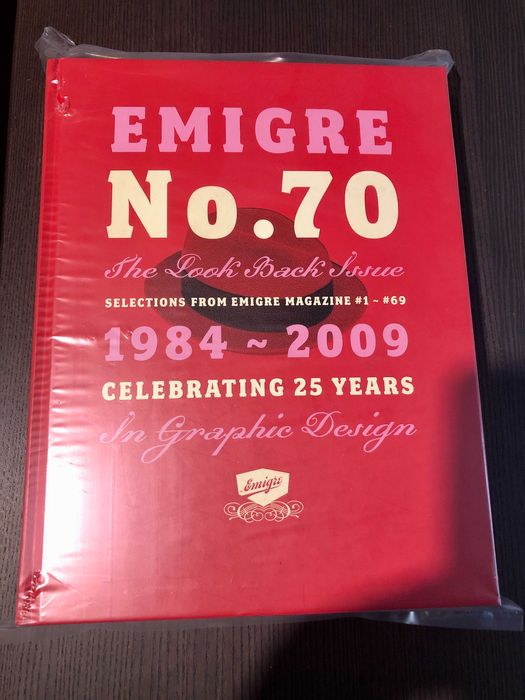 EMIGRE
No.70
The Look Back Issue
SELECTIONS FROM EMIGRE MAGAZINE #1 ~ #69
1984 ~ 2009
CELEBRATING 25 YEARS
In Graphic Design
Emigre